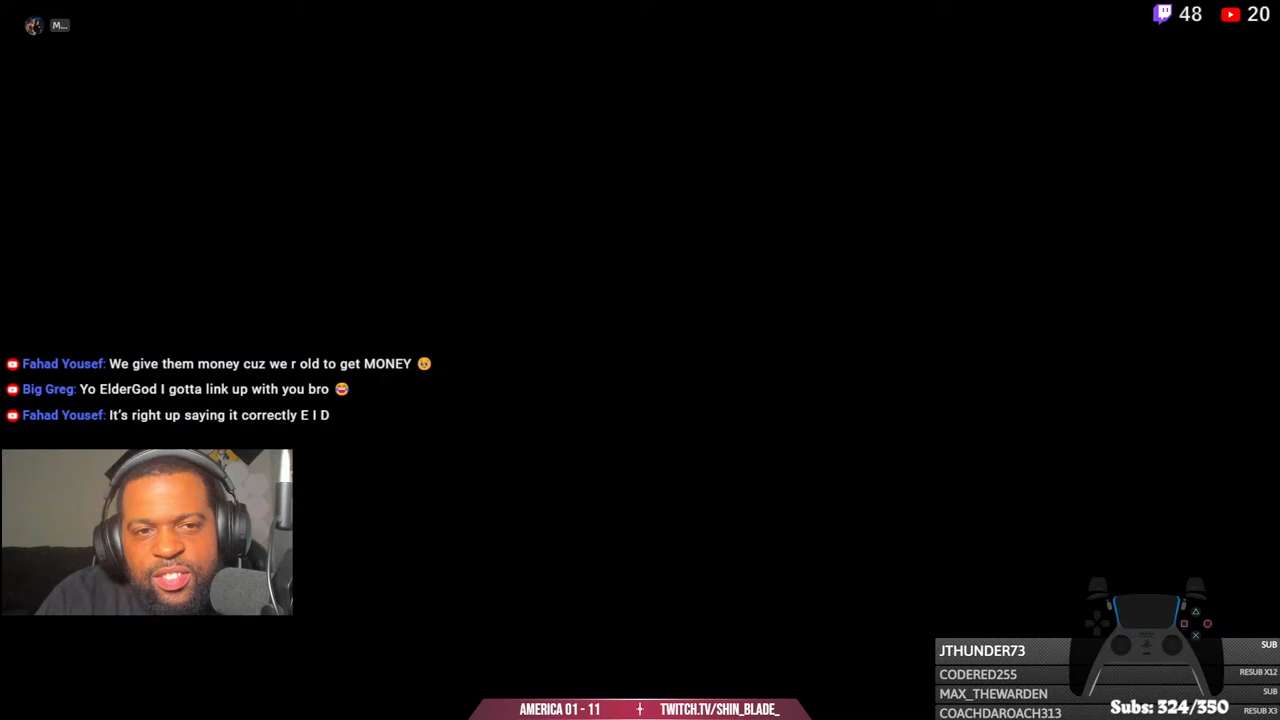 M...
48
20
Fahad Yousef: We give them money cuz we r old to get MONEY 🥹
Big Greg: Yo ElderGod I gotta link up with you bro 😂
Fahad Yousef: It’s right up saying it correctly E I D
JTHUNDER73 SUB
CODERED255 RESUB X12
MAX_THEWARDEN SUB
COACHDAROACH313 RESUB X3
Subs: 324/350
AMERICA 01 - 11
TWITCH.TV/SHIN_BLADE_